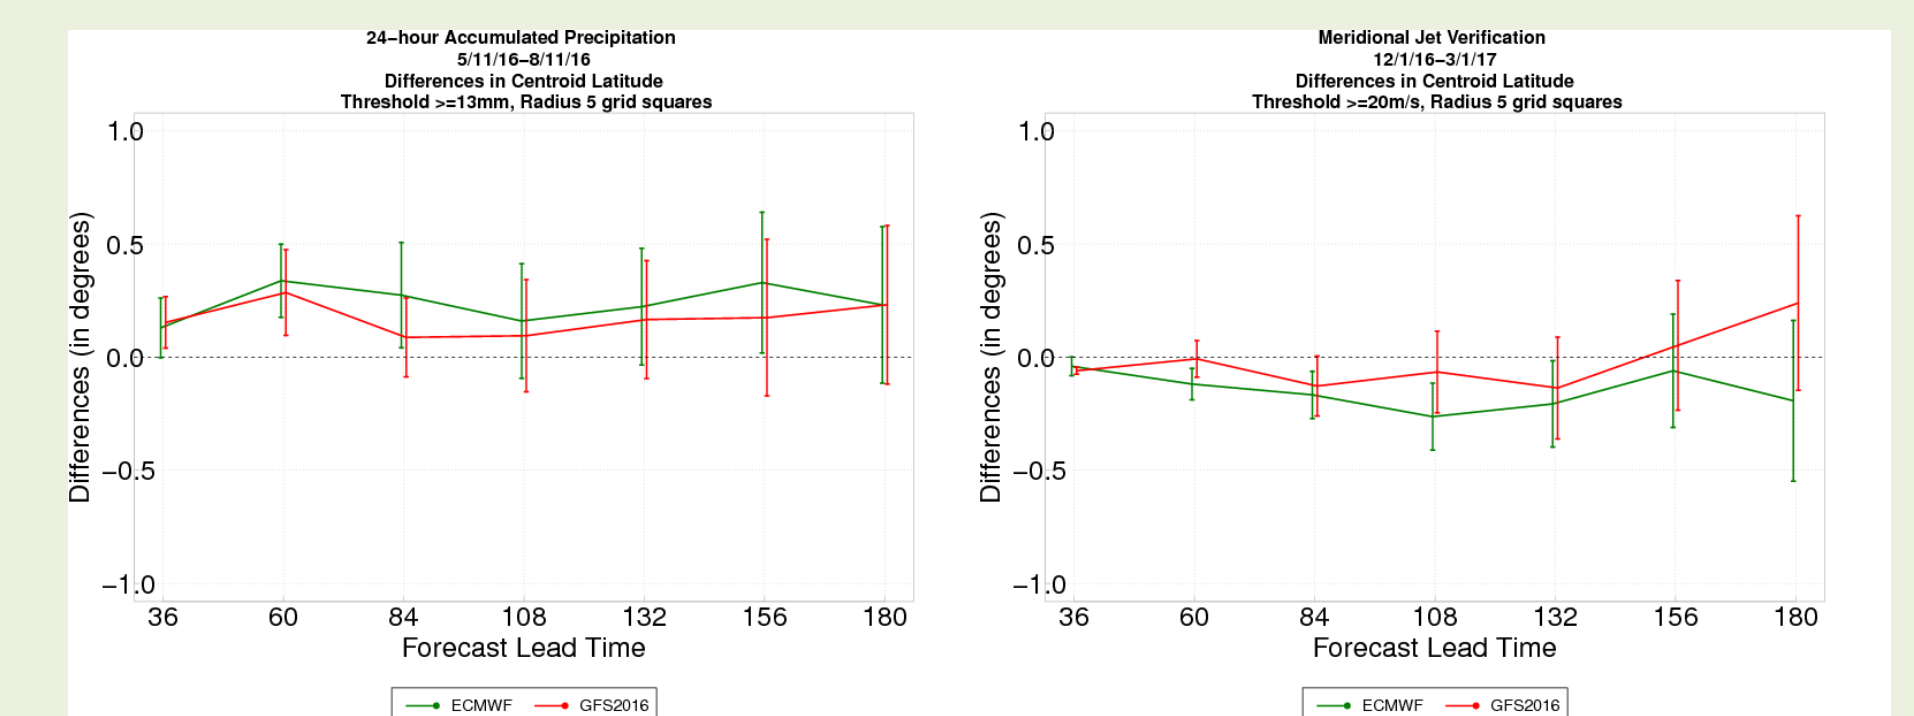 24−hour Accumulated Precipitation
5/11/16−8/11/16
Differences in Centroid Latitude
Threshold >=13mm, Radius 5 grid squares
1.0
0.5
0.0
−0.5
−1.0
Differences (in degrees)
36 60 84 108 132 156 180
Forecast Lead Time
ECMWF GFS2016
Meridional Jet Verification
12/1/16−3/1/17
Differences in Centroid Latitude
Threshold >=20m/s, Radius 5 grid squares
1.0
0.5
0.0
−0.5
−1.0
Differences (in degrees)
36 60 84 108 132 156 180
Forecast Lead Time
ECMWF GFS2016